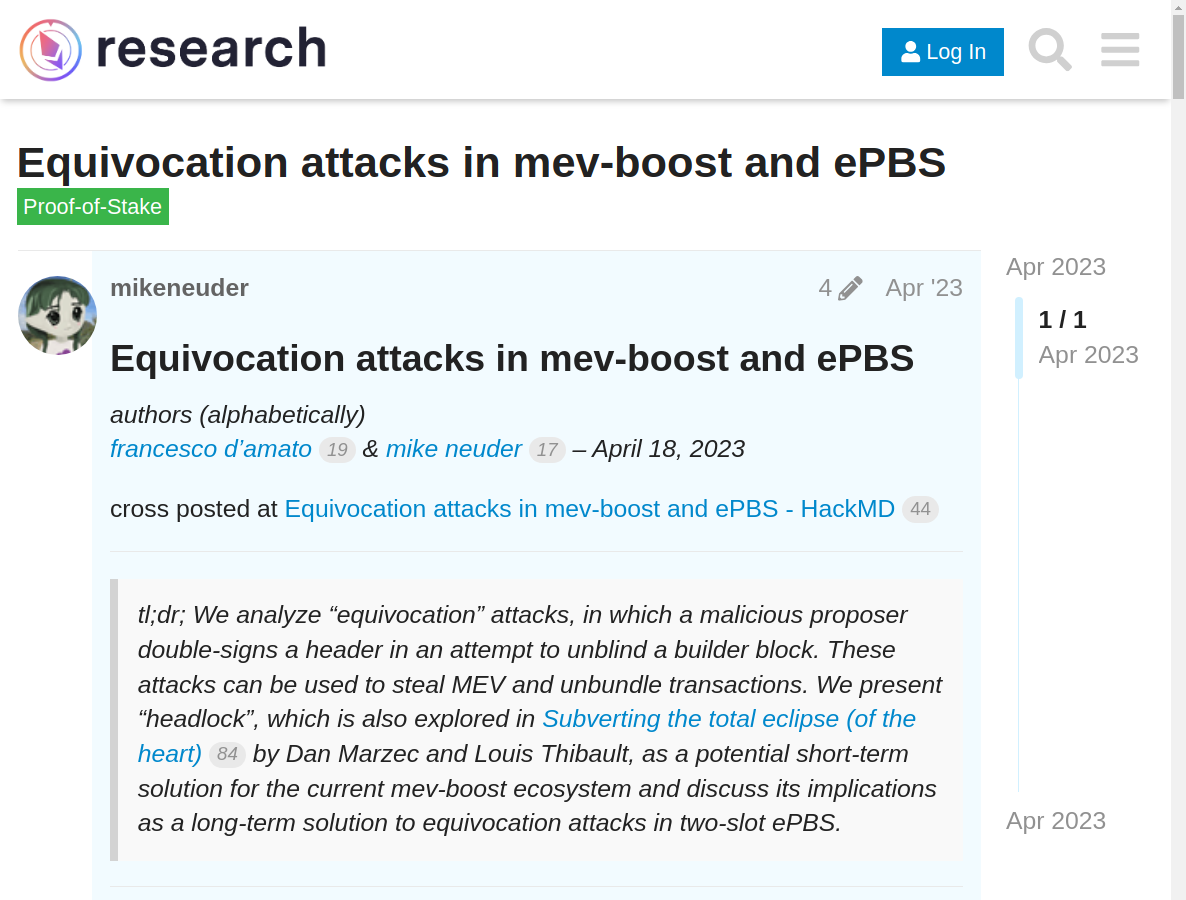 research
Log In
Equivocation attacks in mev-boost and ePBS
Proof-of-Stake
mikeneuder 4 Apr '23
Equivocation attacks in mev-boost and ePBS
authors (alphabetically)
francesco d’amato 19 & mike neuder 17 – April 18, 2023
cross posted at Equivocation attacks in mev-boost and ePBS - HackMD 44
tl;dr; We analyze “equivocation” attacks, in which a malicious proposer
double-signs a header in an attempt to unblind a builder block. These
attacks can be used to steal MEV and unbundle transactions. We present
“headlock”, which is also explored in Subverting the total eclipse (of the
heart) 84 by Dan Marzec and Louis Thibault, as a potential short-term
solution for the current mev-boost ecosystem and discuss its implications
as a long-term solution to equivocation attacks in two-slot ePBS.
Apr 2023
1 / 1
Apr 2023
Apr 2023